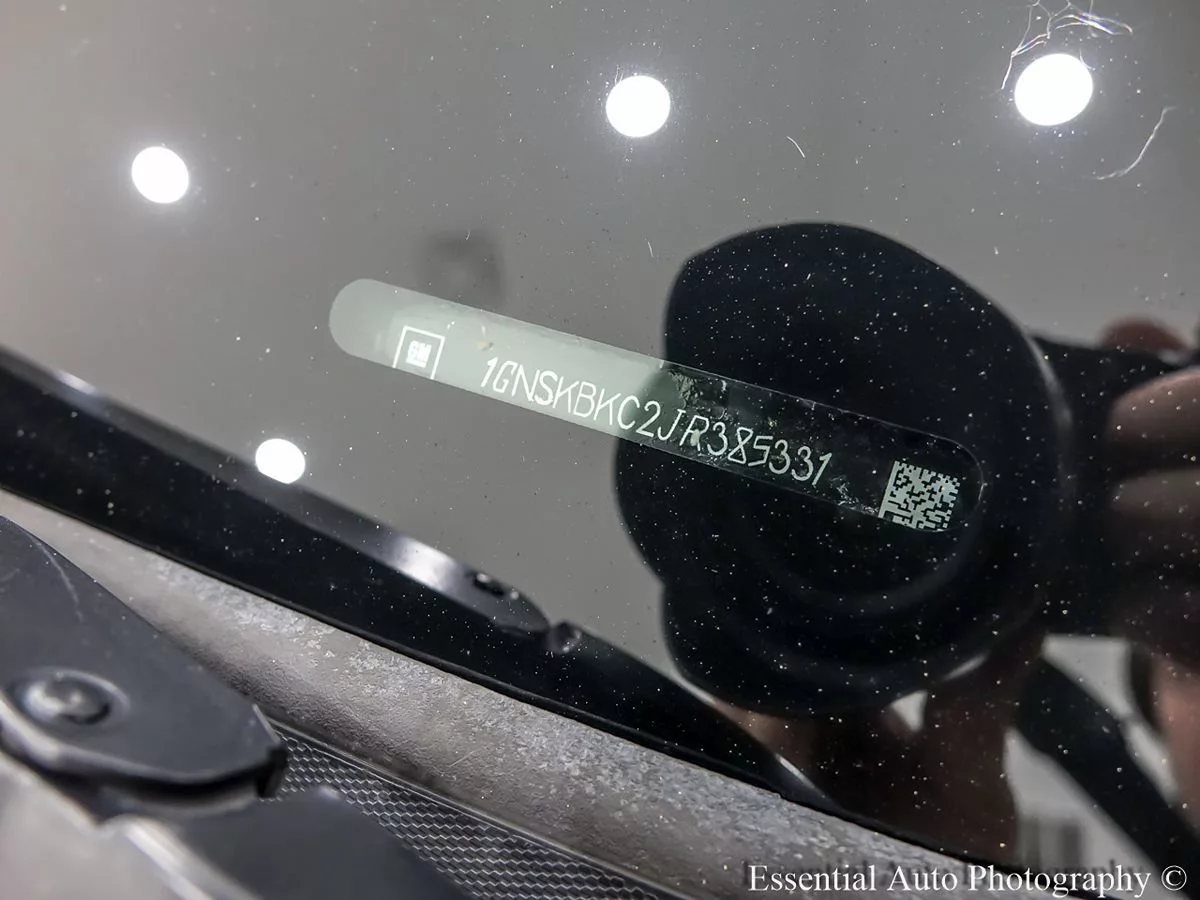 GM
1GNSKBKC2JR385331
Essential Auto Photography ©